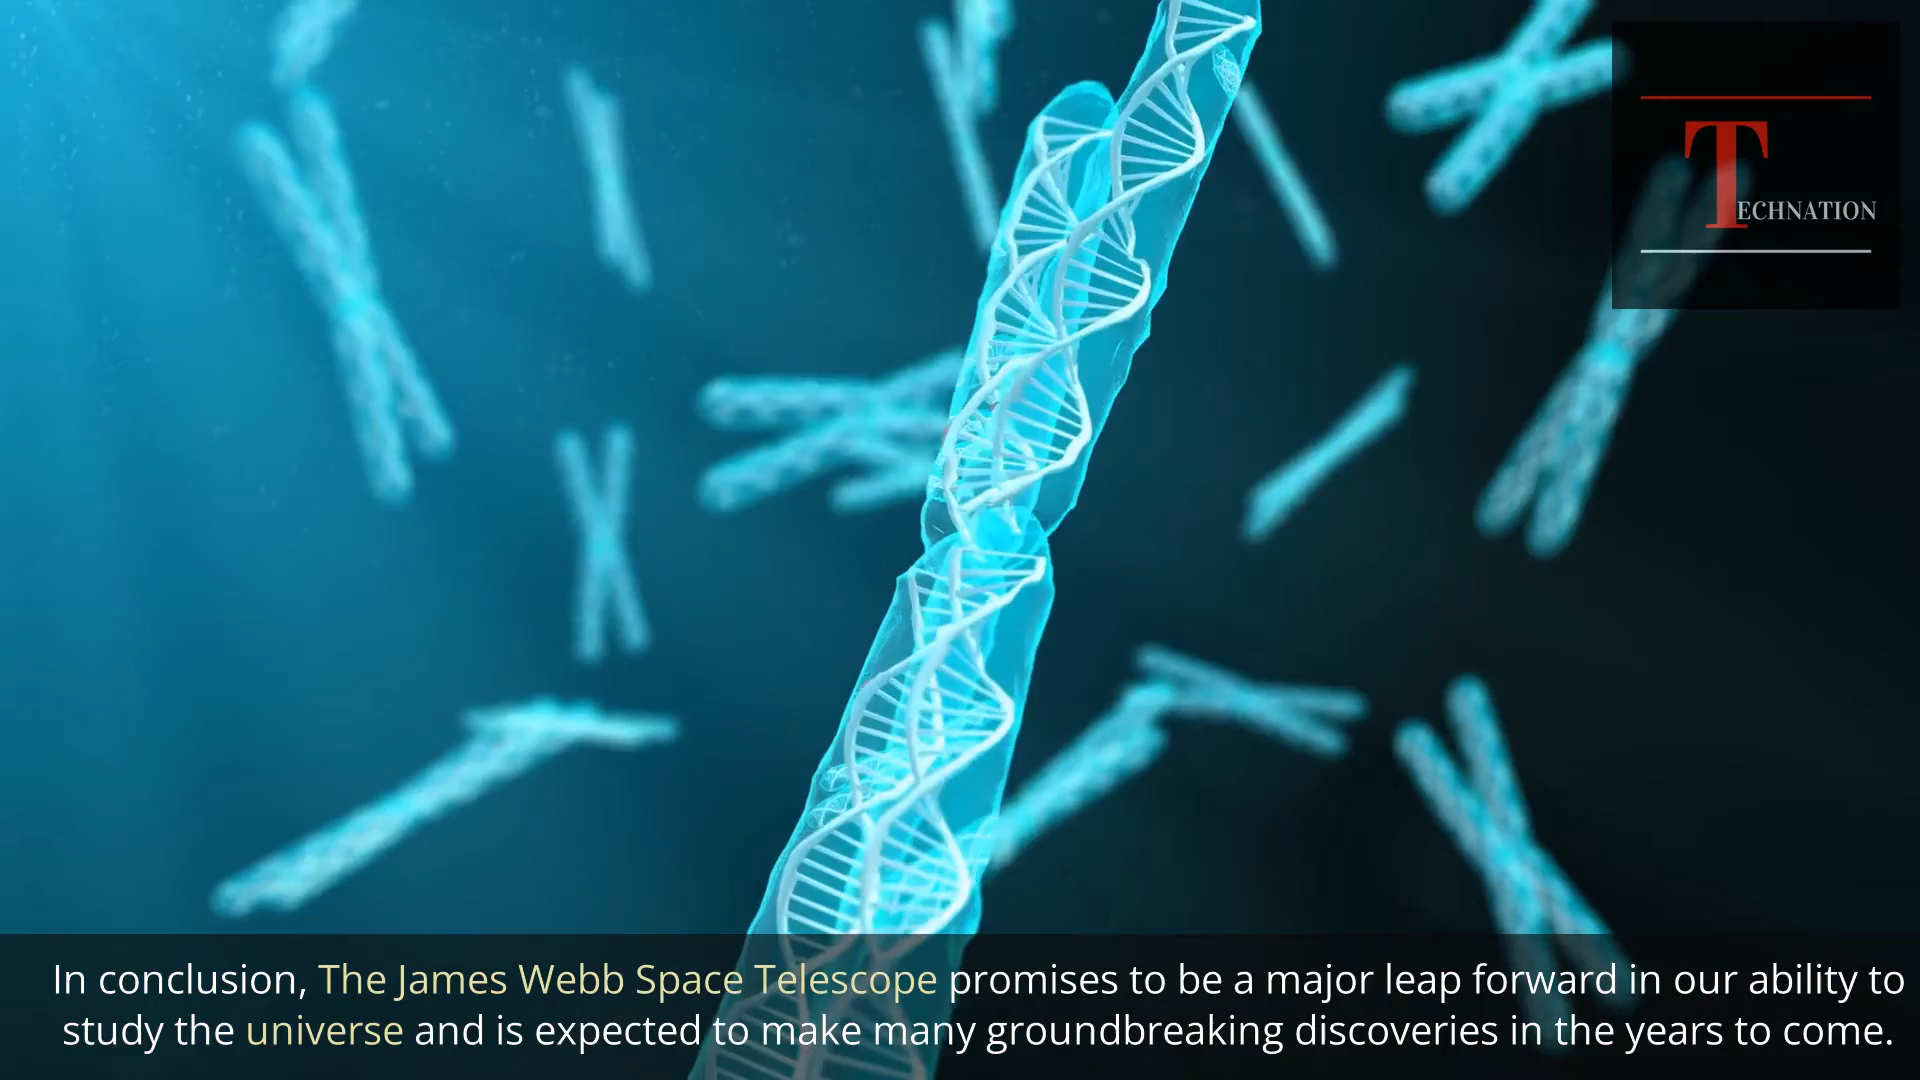 TECHNATION
In conclusion, The James Webb Space Telescope promises to be a major leap forward in our ability to
study the universe and is expected to make many groundbreaking discoveries in the years to come.